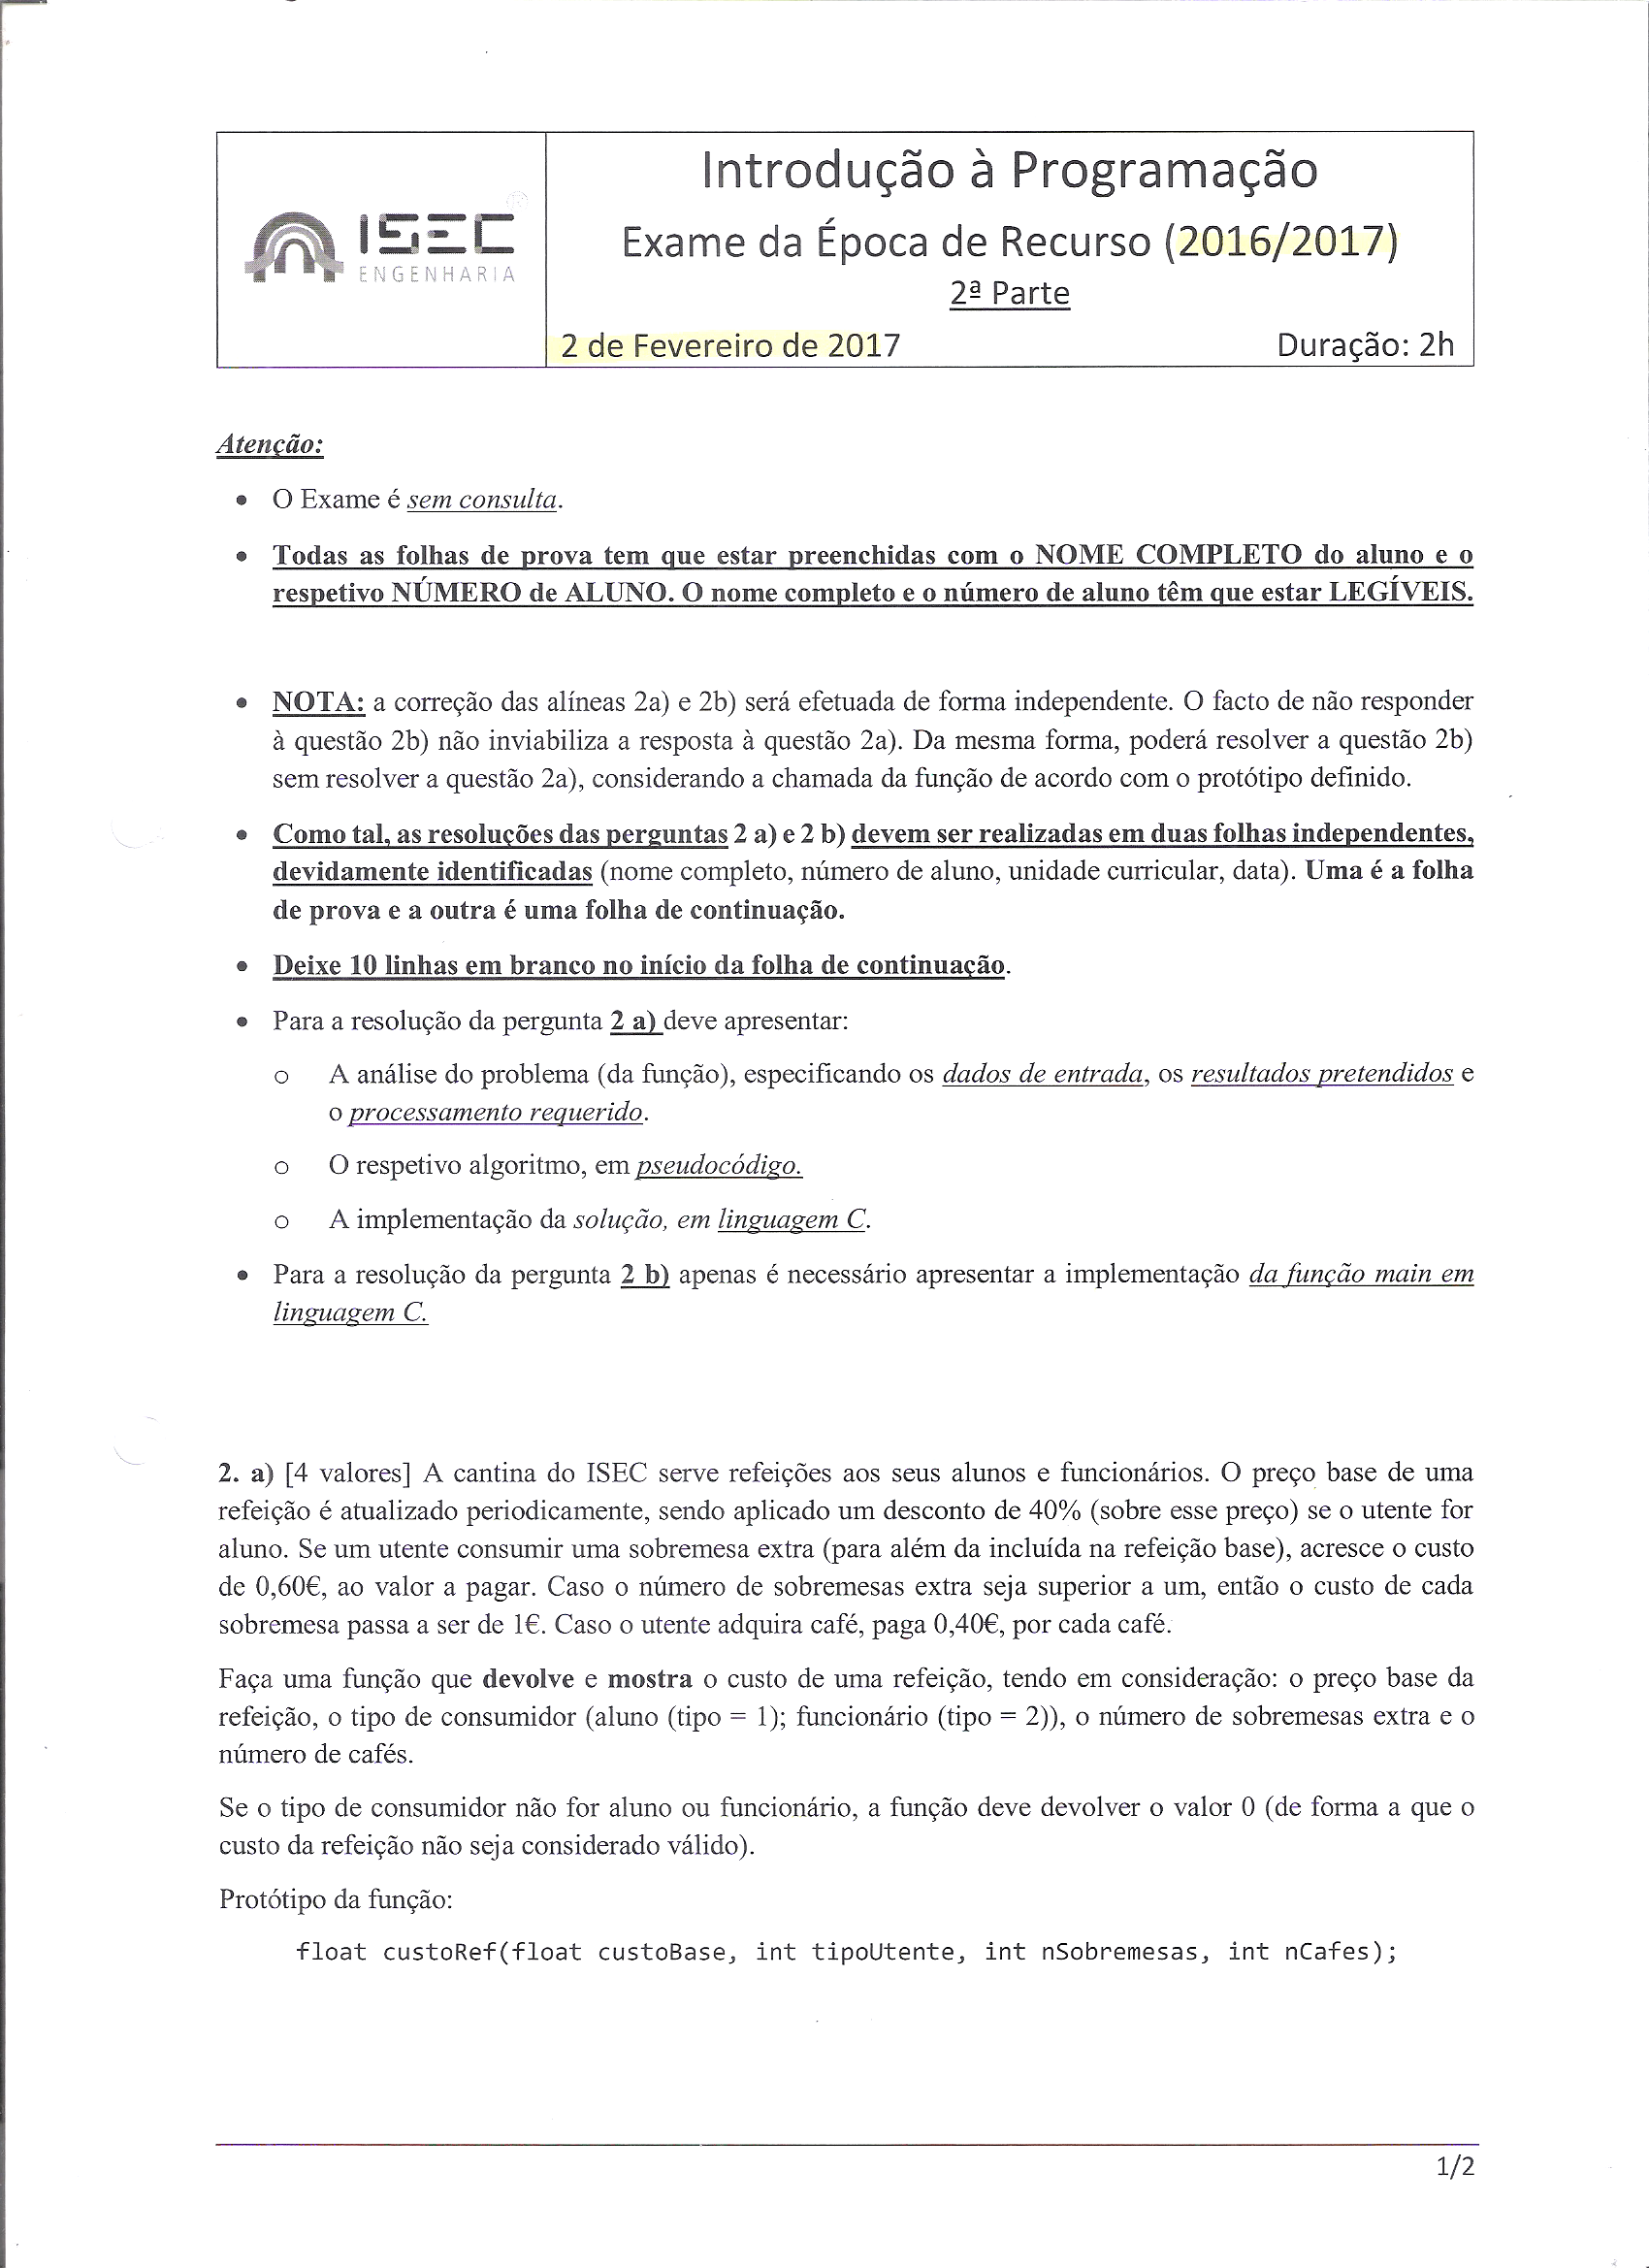 ISEC
ENGENHARIA
®
Introdução à Programação
Exame da Época de Recurso (2016/2017)
2ª Parte
2 de Fevereiro de 2017 Duração: 2h
Atenção:
• O Exame é sem consulta.
• Todas as folhas de prova tem que estar preenchidas com o NOME COMPLETO do aluno e o
respetivo NÚMERO de ALUNO. O nome completo e o número de aluno têm que estar LEGÍVEIS.
• NOTA: a correção das alíneas 2a) e 2b) será efetuada de forma independente. O facto de não responder
à questão 2b) não inviabiliza a resposta à questão 2a). Da mesma forma, poderá resolver a questão 2b)
sem resolver a questão 2a), considerando a chamada da função de acordo com o protótipo definido.
• Como tal, as resoluções das perguntas 2 a) e 2 b) devem ser realizadas em duas folhas independentes,
devidamente identificadas (nome completo, número de aluno, unidade curricular, data). Uma é a folha
de prova e a outra é uma folha de continuação.
• Deixe 10 linhas em branco no início da folha de continuação.
• Para a resolução da pergunta 2 a) deve apresentar:
o A análise do problema (da função), especificando os dados de entrada, os resultados pretendidos e
o processamento requerido.
o O respetivo algoritmo, em pseudocódigo.
o A implementação da solução, em linguagem C.
• Para a resolução da pergunta 2 b) apenas é necessário apresentar a implementação da função main em
linguagem C.
2. a) [4 valores] A cantina do ISEC serve refeições aos seus alunos e funcionários. O preço base de uma
refeição é atualizado periodicamente, sendo aplicado um desconto de 40% (sobre esse preço) se o utente for
aluno. Se um utente consumir uma sobremesa extra (para além da incluída na refeição base), acresce o custo
de 0,60€, ao valor a pagar. Caso o número de sobremesas extra seja superior a um, então o custo de cada
sobremesa passa a ser de 1€. Caso o utente adquira café, paga 0,40€, por cada café.
Faça uma função que devolve e mostra o custo de uma refeição, tendo em consideração: o preço base da
refeição, o tipo de consumidor (aluno (tipo = 1); funcionário (tipo = 2)), o número de sobremesas extra e o
número de cafés.
Se o tipo de consumidor não for aluno ou funcionário, a função deve devolver o valor 0 (de forma a que o
custo da refeição não seja considerado válido).
Protótipo da função:
float custoRef(float custoBase, int tipoUtente, int nSobremesas, int nCafes);
1/2